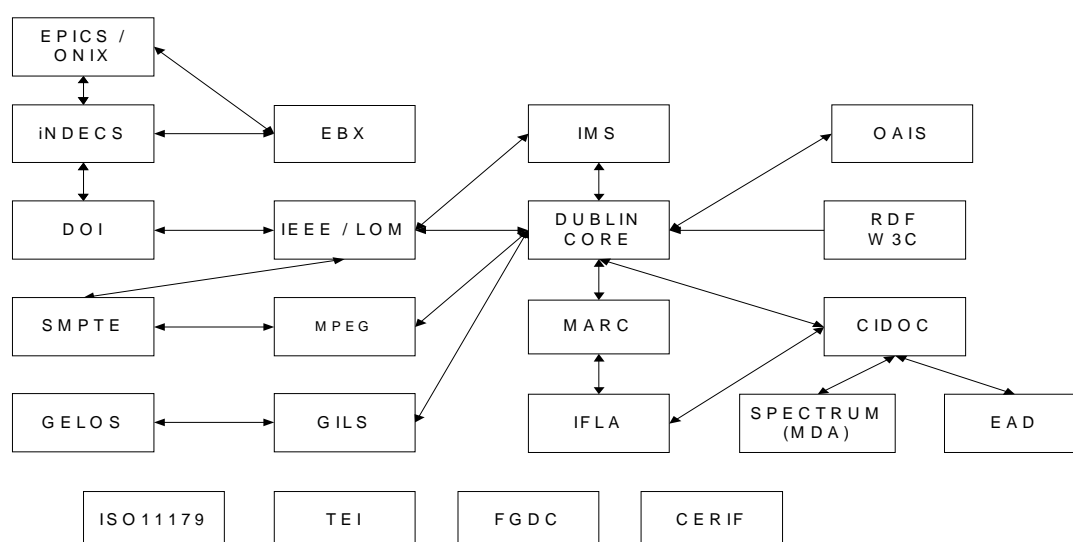 EPICS /
ONIX
iNDECS
EBX
IMS
OAIS
DOI
IEEE / LOM
DUBLIN
CORE
RDF
W3C
SMPTE
MPEG
MARC
CIDOC
GELOS
GILS
IFLA
SPECTRUM
(MDA)
EAD
ISO11179
TEI
FGDC
CERIF